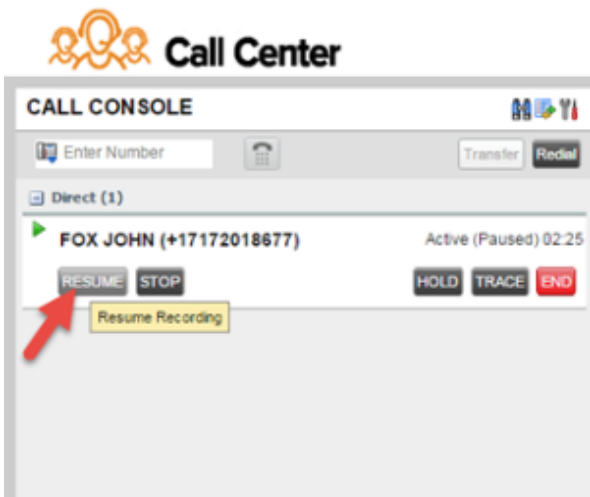 Call Center
CALL CONSOLE
Enter Number
Transfer Redial
Direct (1)
FOX JOHN (+17172018677) Active (Paused) 02:25
RESUME STOP HOLD TRACE END
Resume Recording